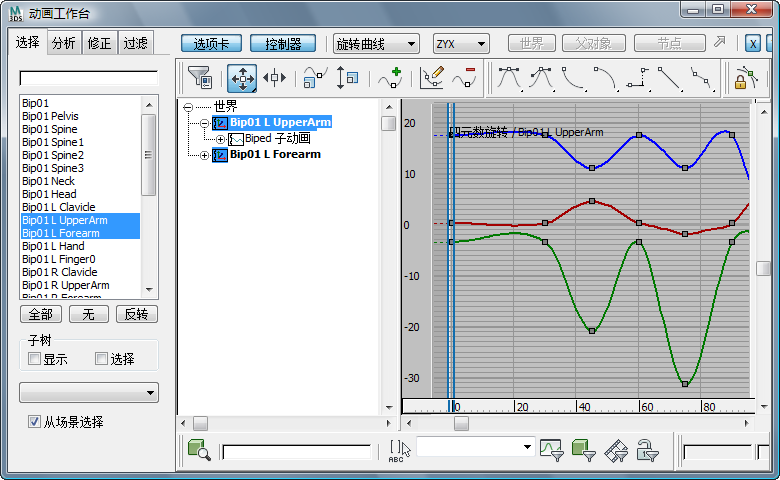 M
3DS
动画工作台
选择 分析 修正 过滤
选项卡 控制器 旋转曲线 ZYX 世界 父对象 节点 X
Bip01
Bip01 Pelvis
Bip01 Spine
Bip01 Spine1
Bip01 Spine2
Bip01 Spine3
Bip01 Neck
Bip01 Head
Bip01 L Clavicle
Bip01 L UpperArm
Bip01 L Forearm
Bip01 L Hand
Bip01 L Finger0
Bip01 R Clavicle
Bip01 R UpperArm
Bip01 R Forearm
全部 无 反转
子树
显示 选择
从场景选择
世界
Bip01 L UpperArm
Biped 子动画
Bip01 L Forearm
四元数旋转 / Bip01 L UpperArm
20
10
0
-10
-20
-30
0 20 40 60 80
ABC